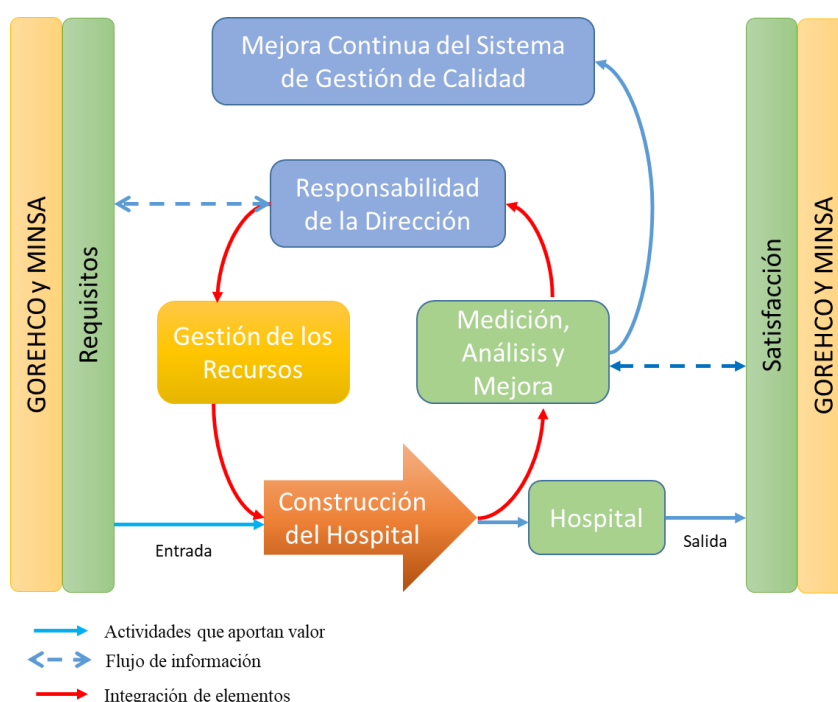 Mejora Continua del Sistema
de Gestión de Calidad
GOREHCO y MINSA
Requisitos
Responsabilidad
de la Dirección
Gestión de los
Recursos
Medición,
Análisis y
Mejora
Satisfacción
GOREHCO Y MINSA
Construcción
del Hospital
Hospital
Entrada
Salida
Actividades que aportan valor
Flujo de información
Integración de elementos